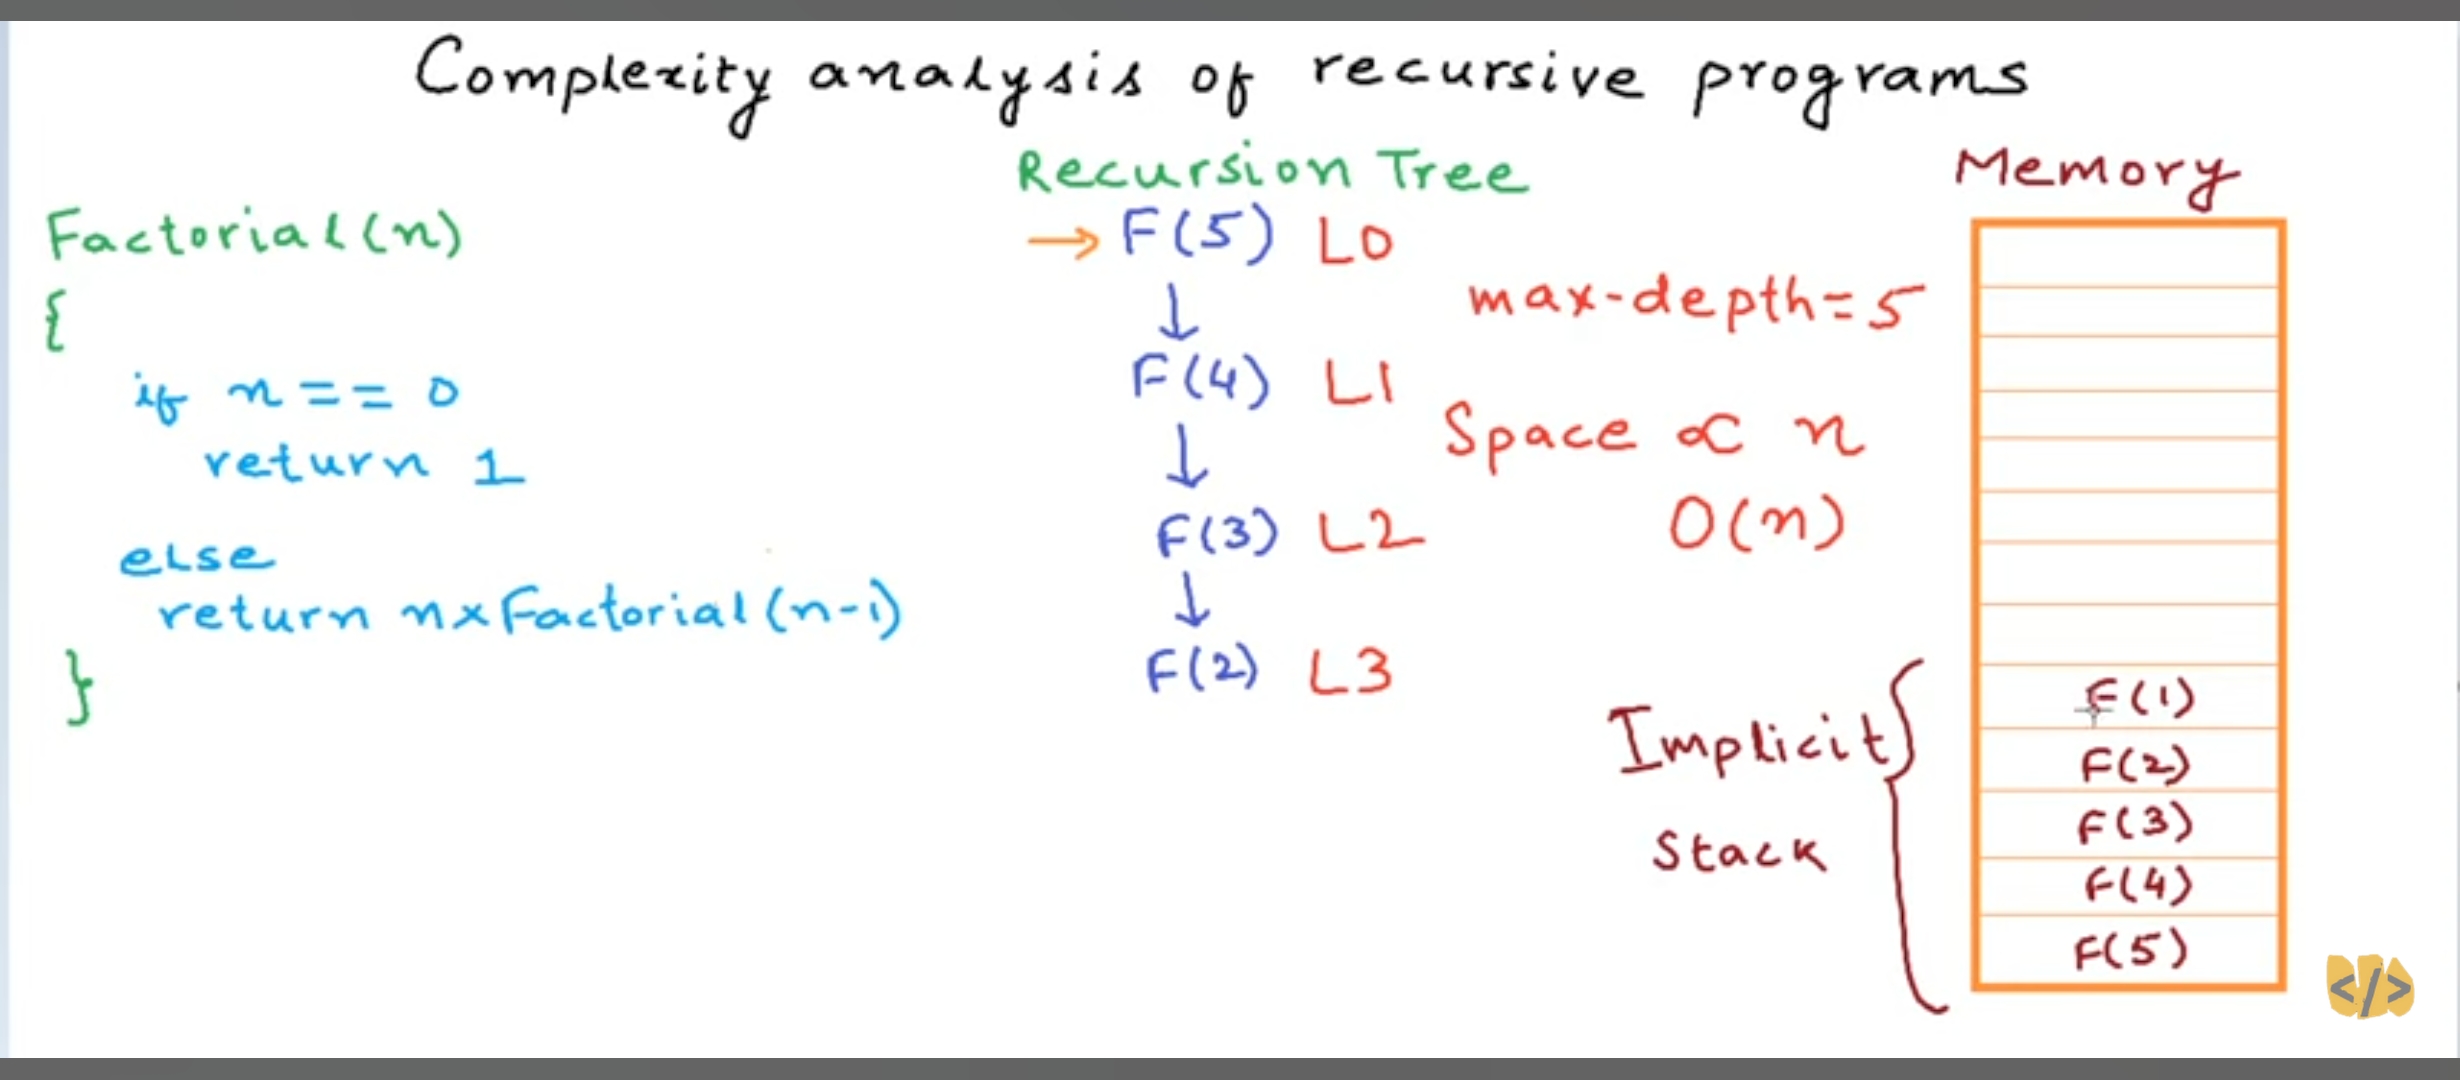 Complexity analysis of recursive programs
Factorial(n)
{
if n == 0
return 1
else
return n×Factorial(n-1)
}
Recursion Tree
→ F(5) L0
↓
F(4) L1
↓
F(3) L2
↓
F(2) L3
max-depth=5
Space ∝ n
O(n)
Implicit
Stack
{
Memory
F(1)
F(2)
F(3)
F(4)
F(5)
</>